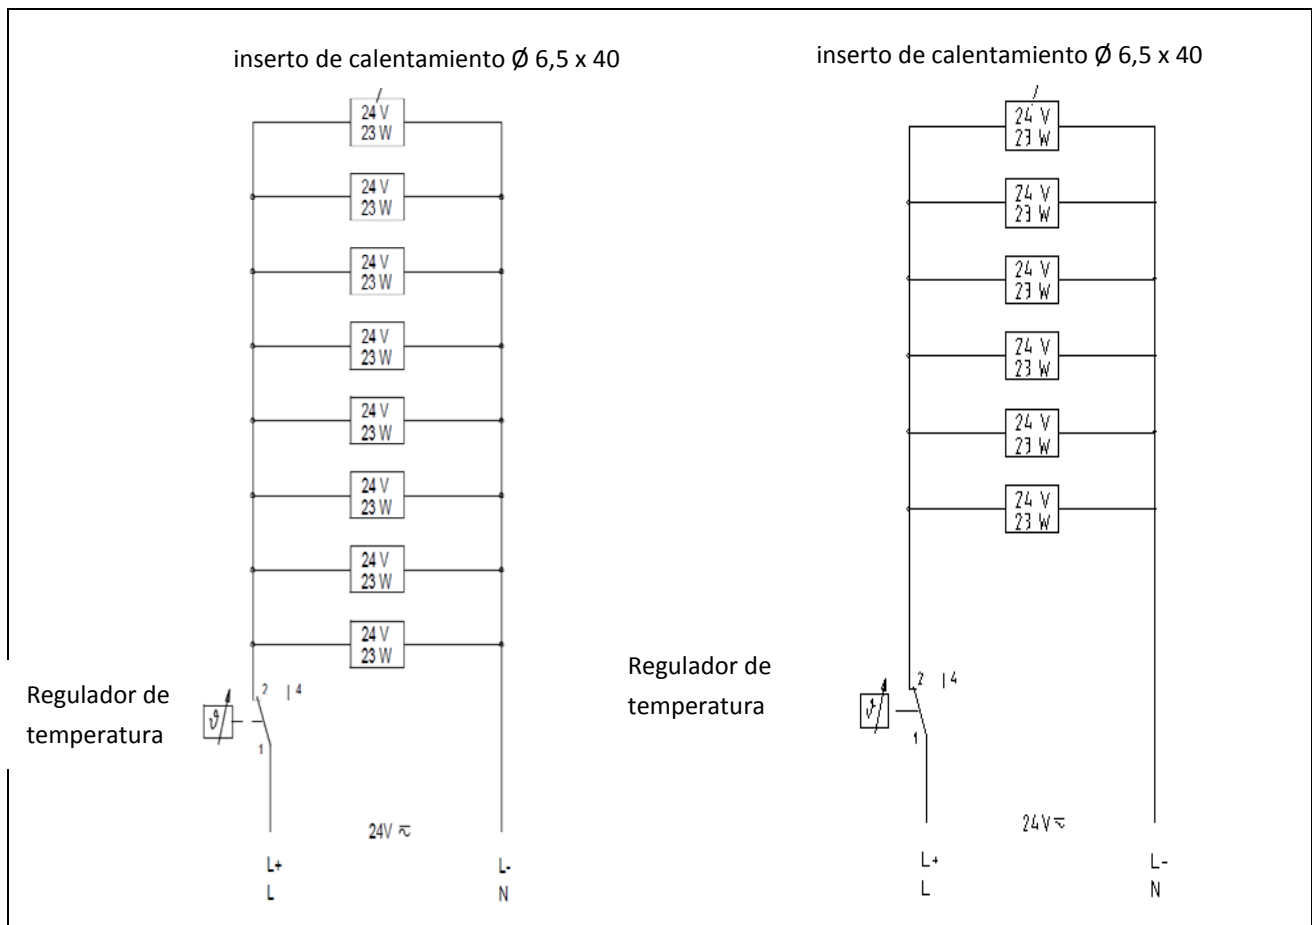 inserto de calentamiento Ø 6,5 x 40
24 V
23 W
24 V
23 W
24 V
23 W
24 V
23 W
24 V
23 W
24 V
23 W
24 V
23 W
24 V
23 W
Regulador de
temperatura
ϑ
2 | 4
1
24V ≂
L+
L-
L
N
inserto de calentamiento Ø 6,5 x 40
24 V
23 W
24 V
23 W
24 V
23 W
24 V
23 W
24 V
23 W
24 V
23 W
Regulador de
temperatura
ϑ
2 | 4
1
24V ≂
L+
L-
L
N